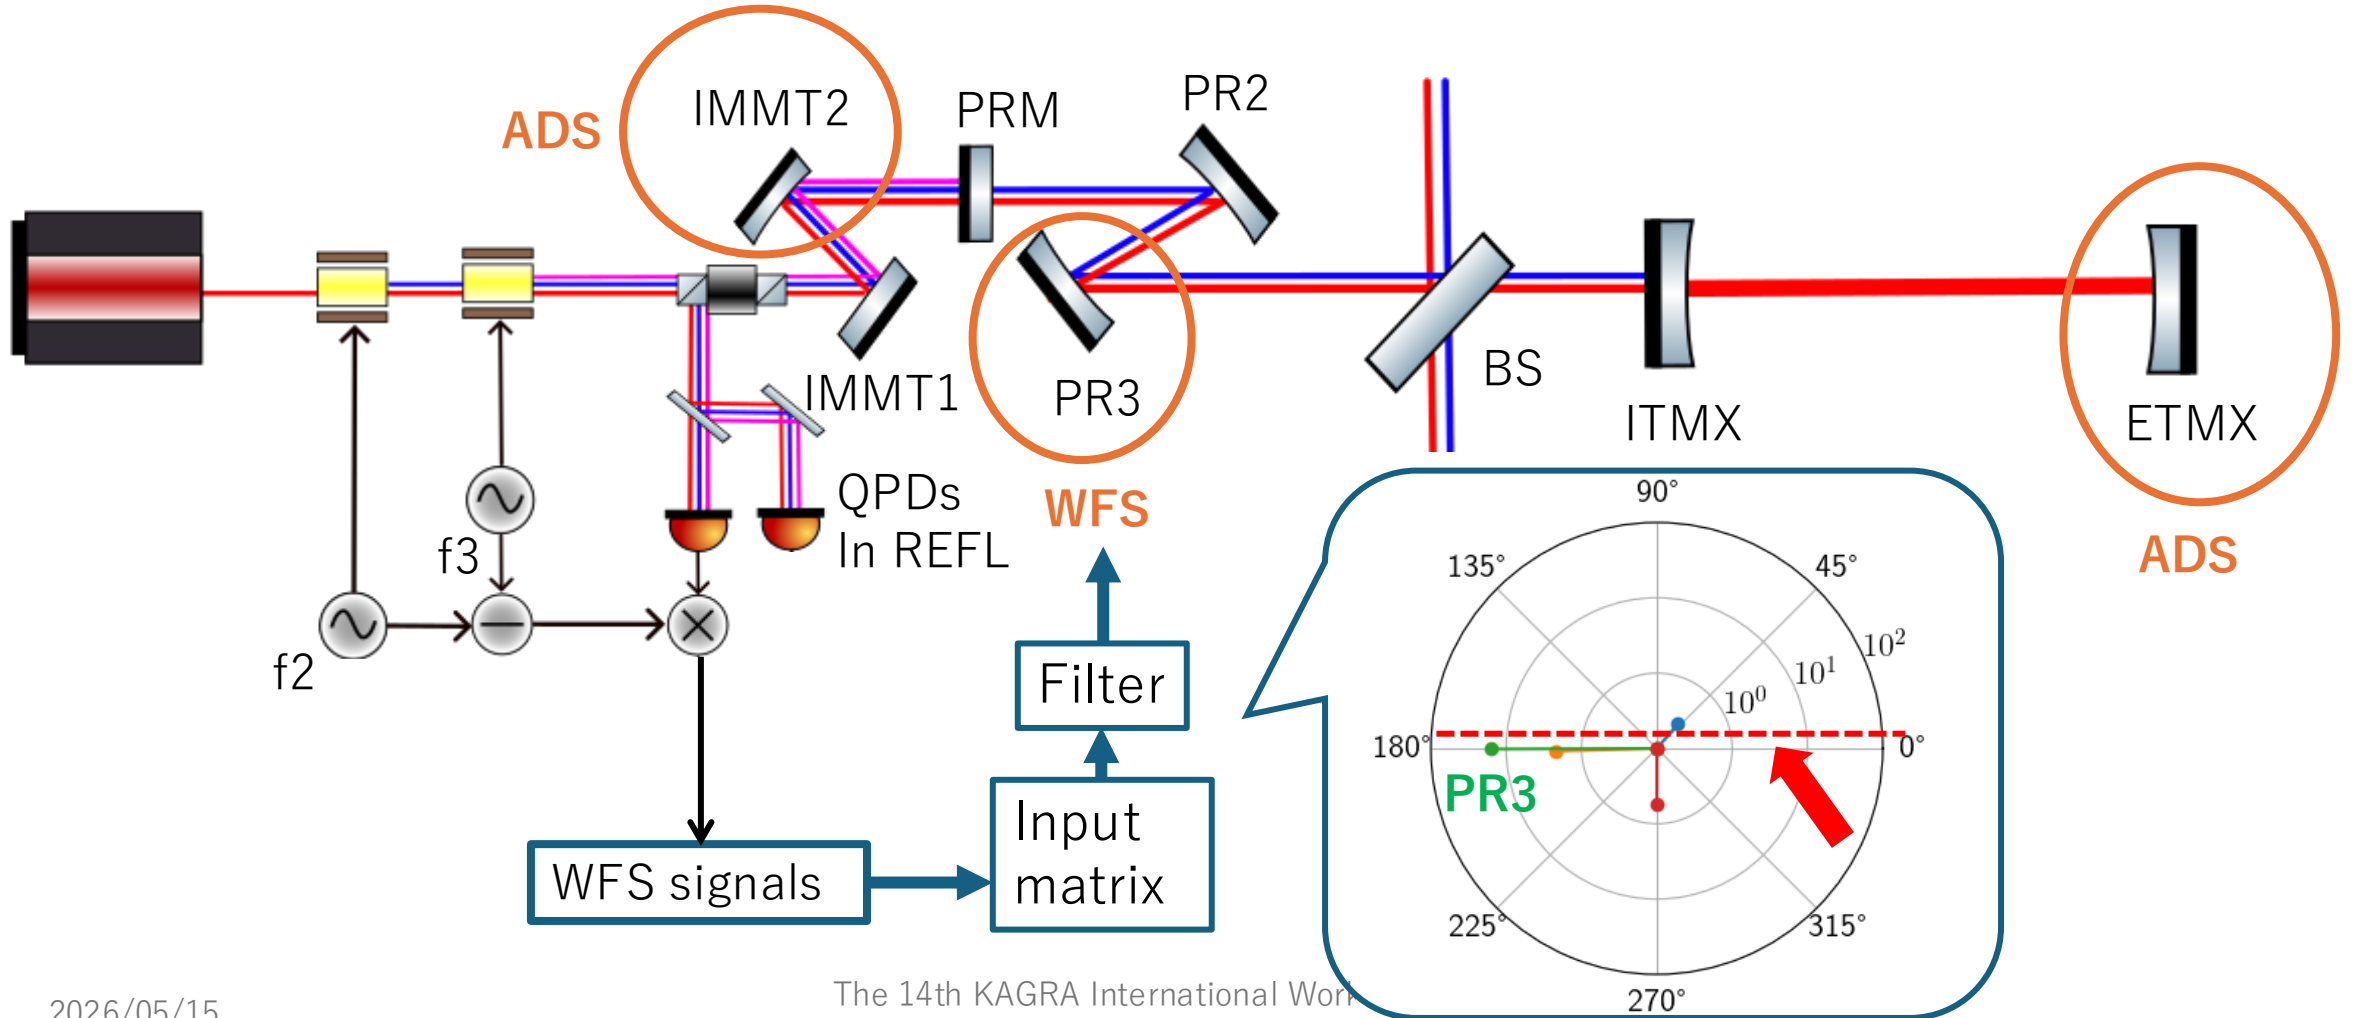 IMMT2
ADS
PRM
PR2
IMMT1
PR3
BS
ITMX
ETMX
QPDs
In REFL
WFS
ADS
f3
f2
Filter
Input
matrix
WFS signals
90°
135°
45°
10²
10¹
10⁰
180°
0°
PR3
225°
315°
270°
The 14th KAGRA International Work
2026/05/15